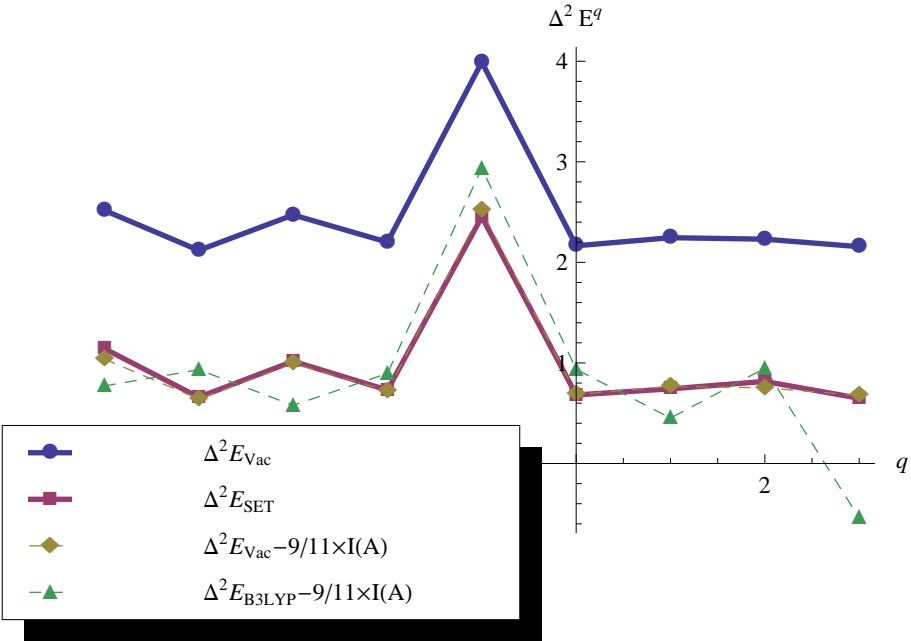 Δ² E^q
4
3
2
1
2
q
Δ²E_Vac
Δ²E_SET
Δ²E_Vac−9/11×I(A)
Δ²E_B3LYP−9/11×I(A)